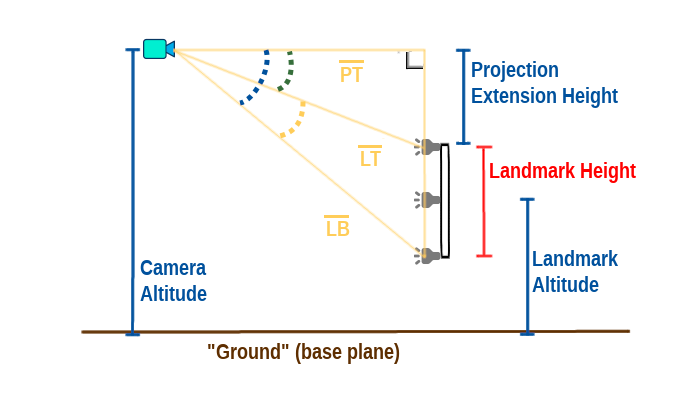 PT
Projection
Extension Height
LT
Landmark Height
LB
Camera
Altitude
Landmark
Altitude
"Ground" (base plane)